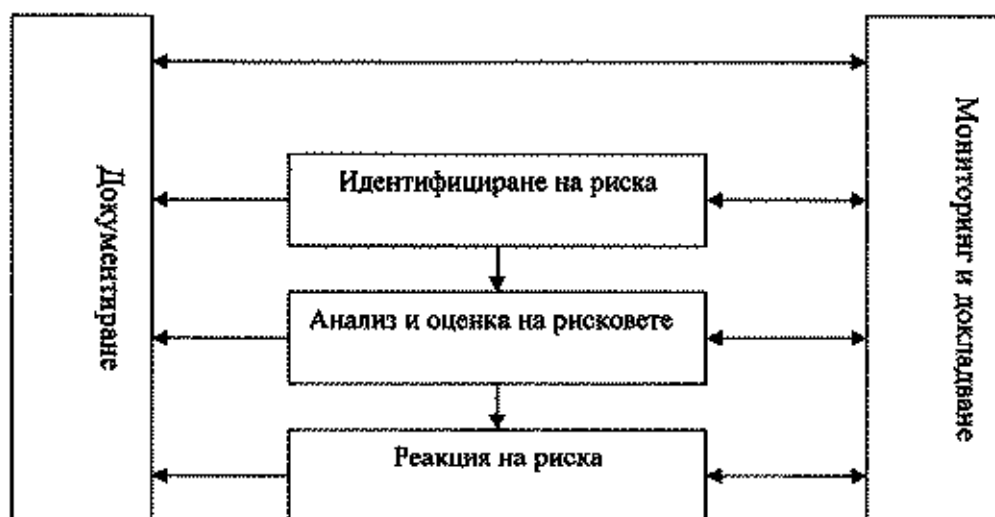 Документиране
Идентифициране на риска
Анализ и оценка на рисковете
Реакция на риска
Мониторинг и докладване